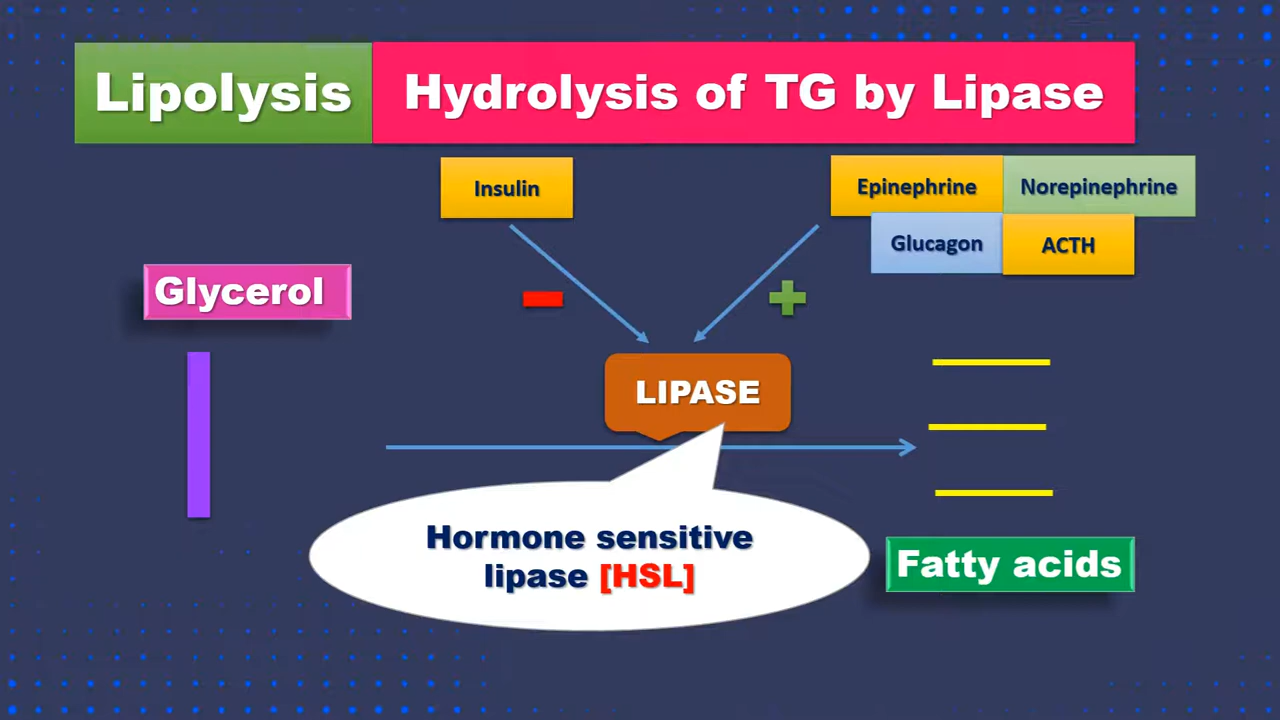 Lipolysis Hydrolysis of TG by Lipase
Insulin
Epinephrine Norepinephrine
Glucagon ACTH
Glycerol
LIPASE
Hormone sensitive
lipase [HSL]
Fatty acids